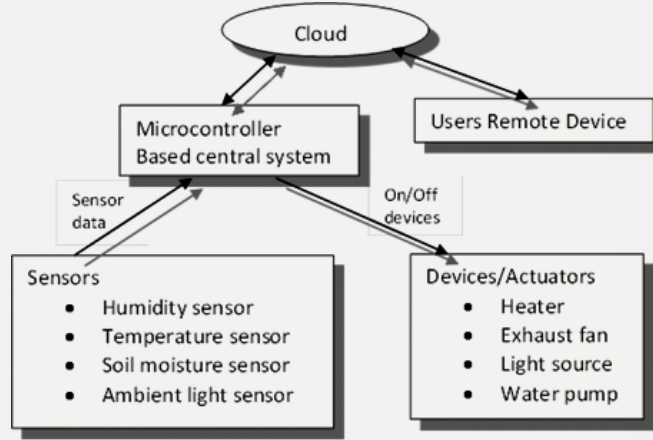 Cloud
Microcontroller
Based central system
Users Remote Device
Sensor
data
On/Off
devices
Sensors
• Humidity sensor
• Temperature sensor
• Soil moisture sensor
• Ambient light sensor
Devices/Actuators
• Heater
• Exhaust fan
• Light source
• Water pump